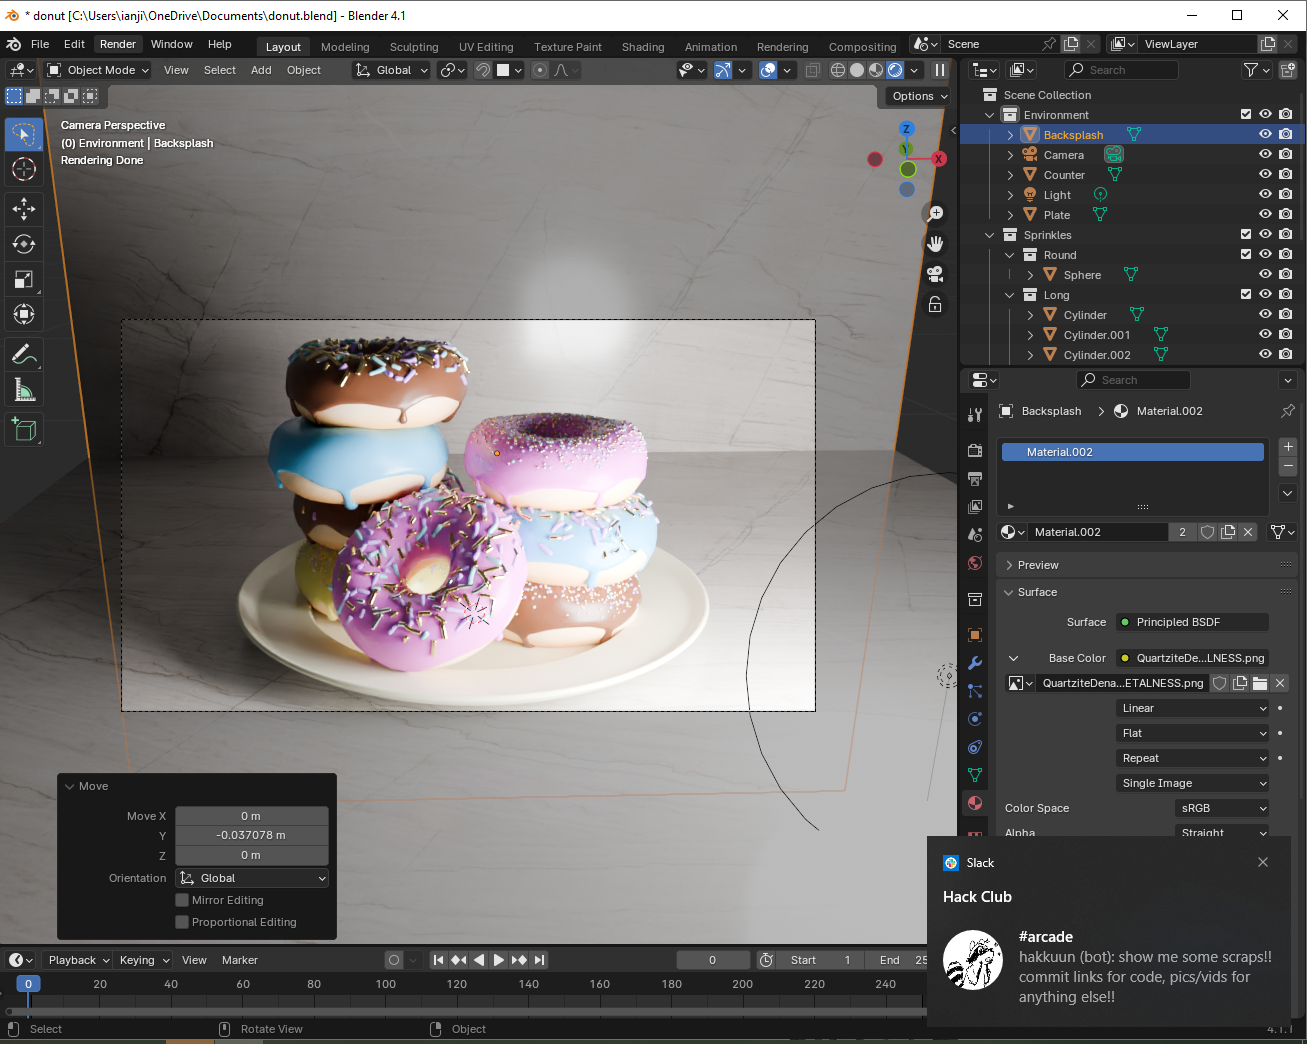 * donut [C:\Users\ianji\OneDrive\Documents\donut.blend] - Blender 4.1
File Edit Render Window Help Layout Modeling Sculpting UV Editing Texture Paint Shading Animation Rendering Compositing Scene ViewLayer
Object Mode View Select Add Object Global Search
Options
Camera Perspective
(0) Environment | Backsplash
Rendering Done
Z
Y
X
Scene Collection
Environment
Backsplash
Camera
Counter
Light
Plate
Sprinkles
Round
Sphere
Long
Cylinder
Cylinder.001
Cylinder.002
Search
Backsplash > Material.002
Material.002
Material.002 2
Preview
Surface
Surface Principled BSDF
Base Color QuartziteDe...LNESS.png
QuartziteDena...ETALNESS.png
Linear
Flat
Repeat
Single Image
Color Space sRGB
Alpha Straight
Move
Move X 0 m
Y -0.037078 m
Z 0 m
Orientation Global
Mirror Editing
Proportional Editing
Slack
Hack Club
#arcade
hakkuun (bot): show me some scraps!!
commit links for code, pics/vids for
anything else!!
Playback Keying View Marker 0 Start 1 End 25
0 20 40 60 80 100 120 140 160 180 200 220 240
Select Rotate View Object 4.1.1